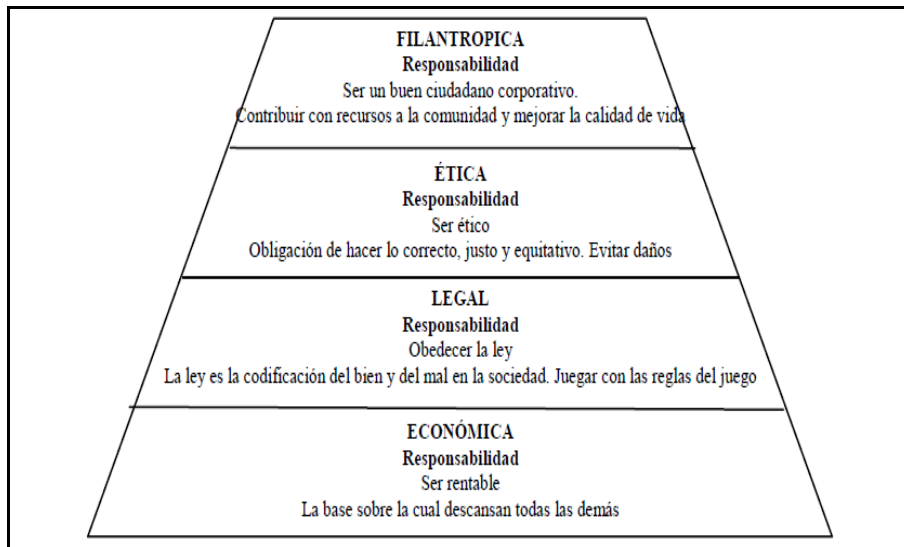 FILANTROPICA
Responsabilidad
Ser un buen ciudadano corporativo.
Contribuir con recursos a la comunidad y mejorar la calidad de vida
ÉTICA
Responsabilidad
Ser ético
Obligación de hacer lo correcto, justo y equitativo. Evitar daños
LEGAL
Responsabilidad
Obedecer la ley
La ley es la codificación del bien y del mal en la sociedad. Juegar con las reglas del juego
ECONÓMICA
Responsabilidad
Ser rentable
La base sobre la cual descansan todas las demás